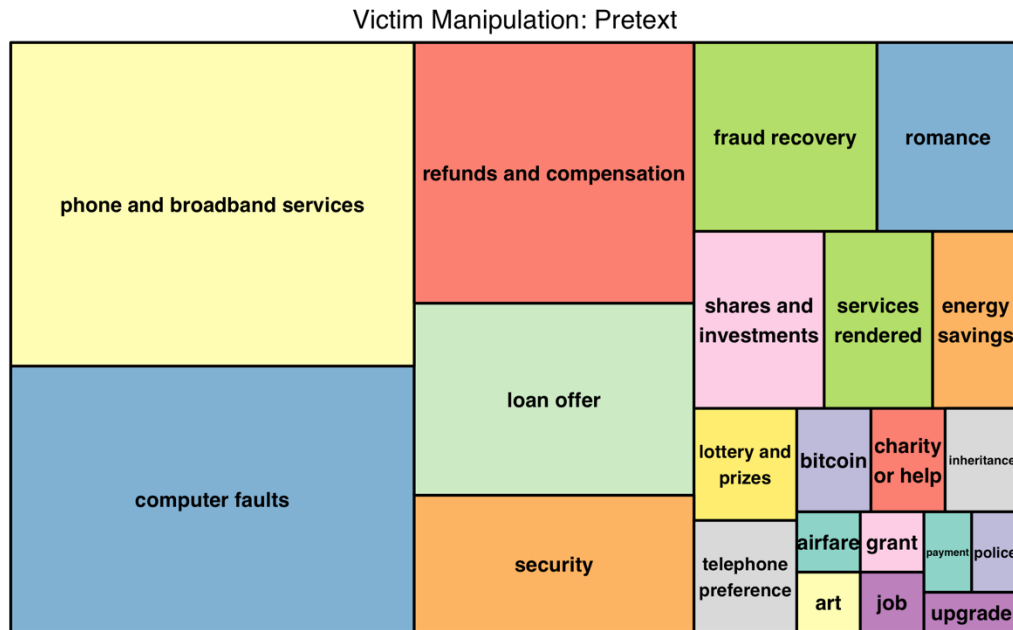 Victim Manipulation: Pretext
phone and broadband services
computer faults
refunds and compensation
loan offer
security
fraud recovery
romance
shares and
investments
services
rendered
energy
savings
lottery and
prizes
bitcoin
charity
or help
inheritance
telephone
preference
airfare
grant
payment
police
art
job
upgrade